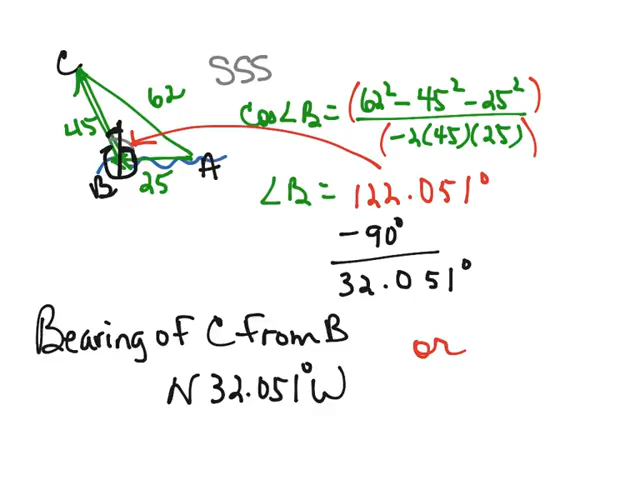 SSS
C
62
45
B
25
A
Cos∠B = (62² - 45² - 25²) / (-2(45)(25))
∠B = 122.051°
-90°
32.051°
Bearing of C from B
N 32.051° W
or